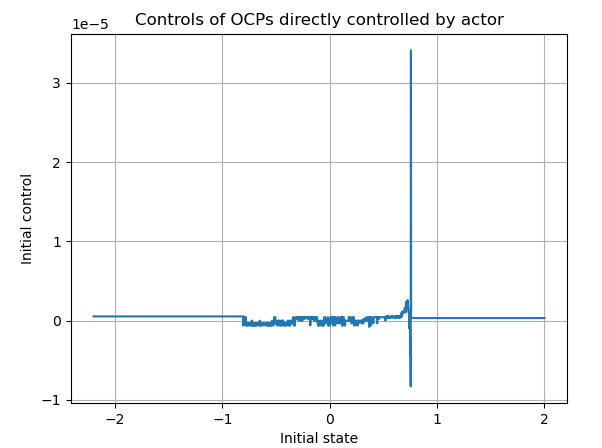 Controls of OCPs directly controlled by actor
1e−5
3
2
1
0
−1
Initial control
−2 −1 0 1 2
Initial state